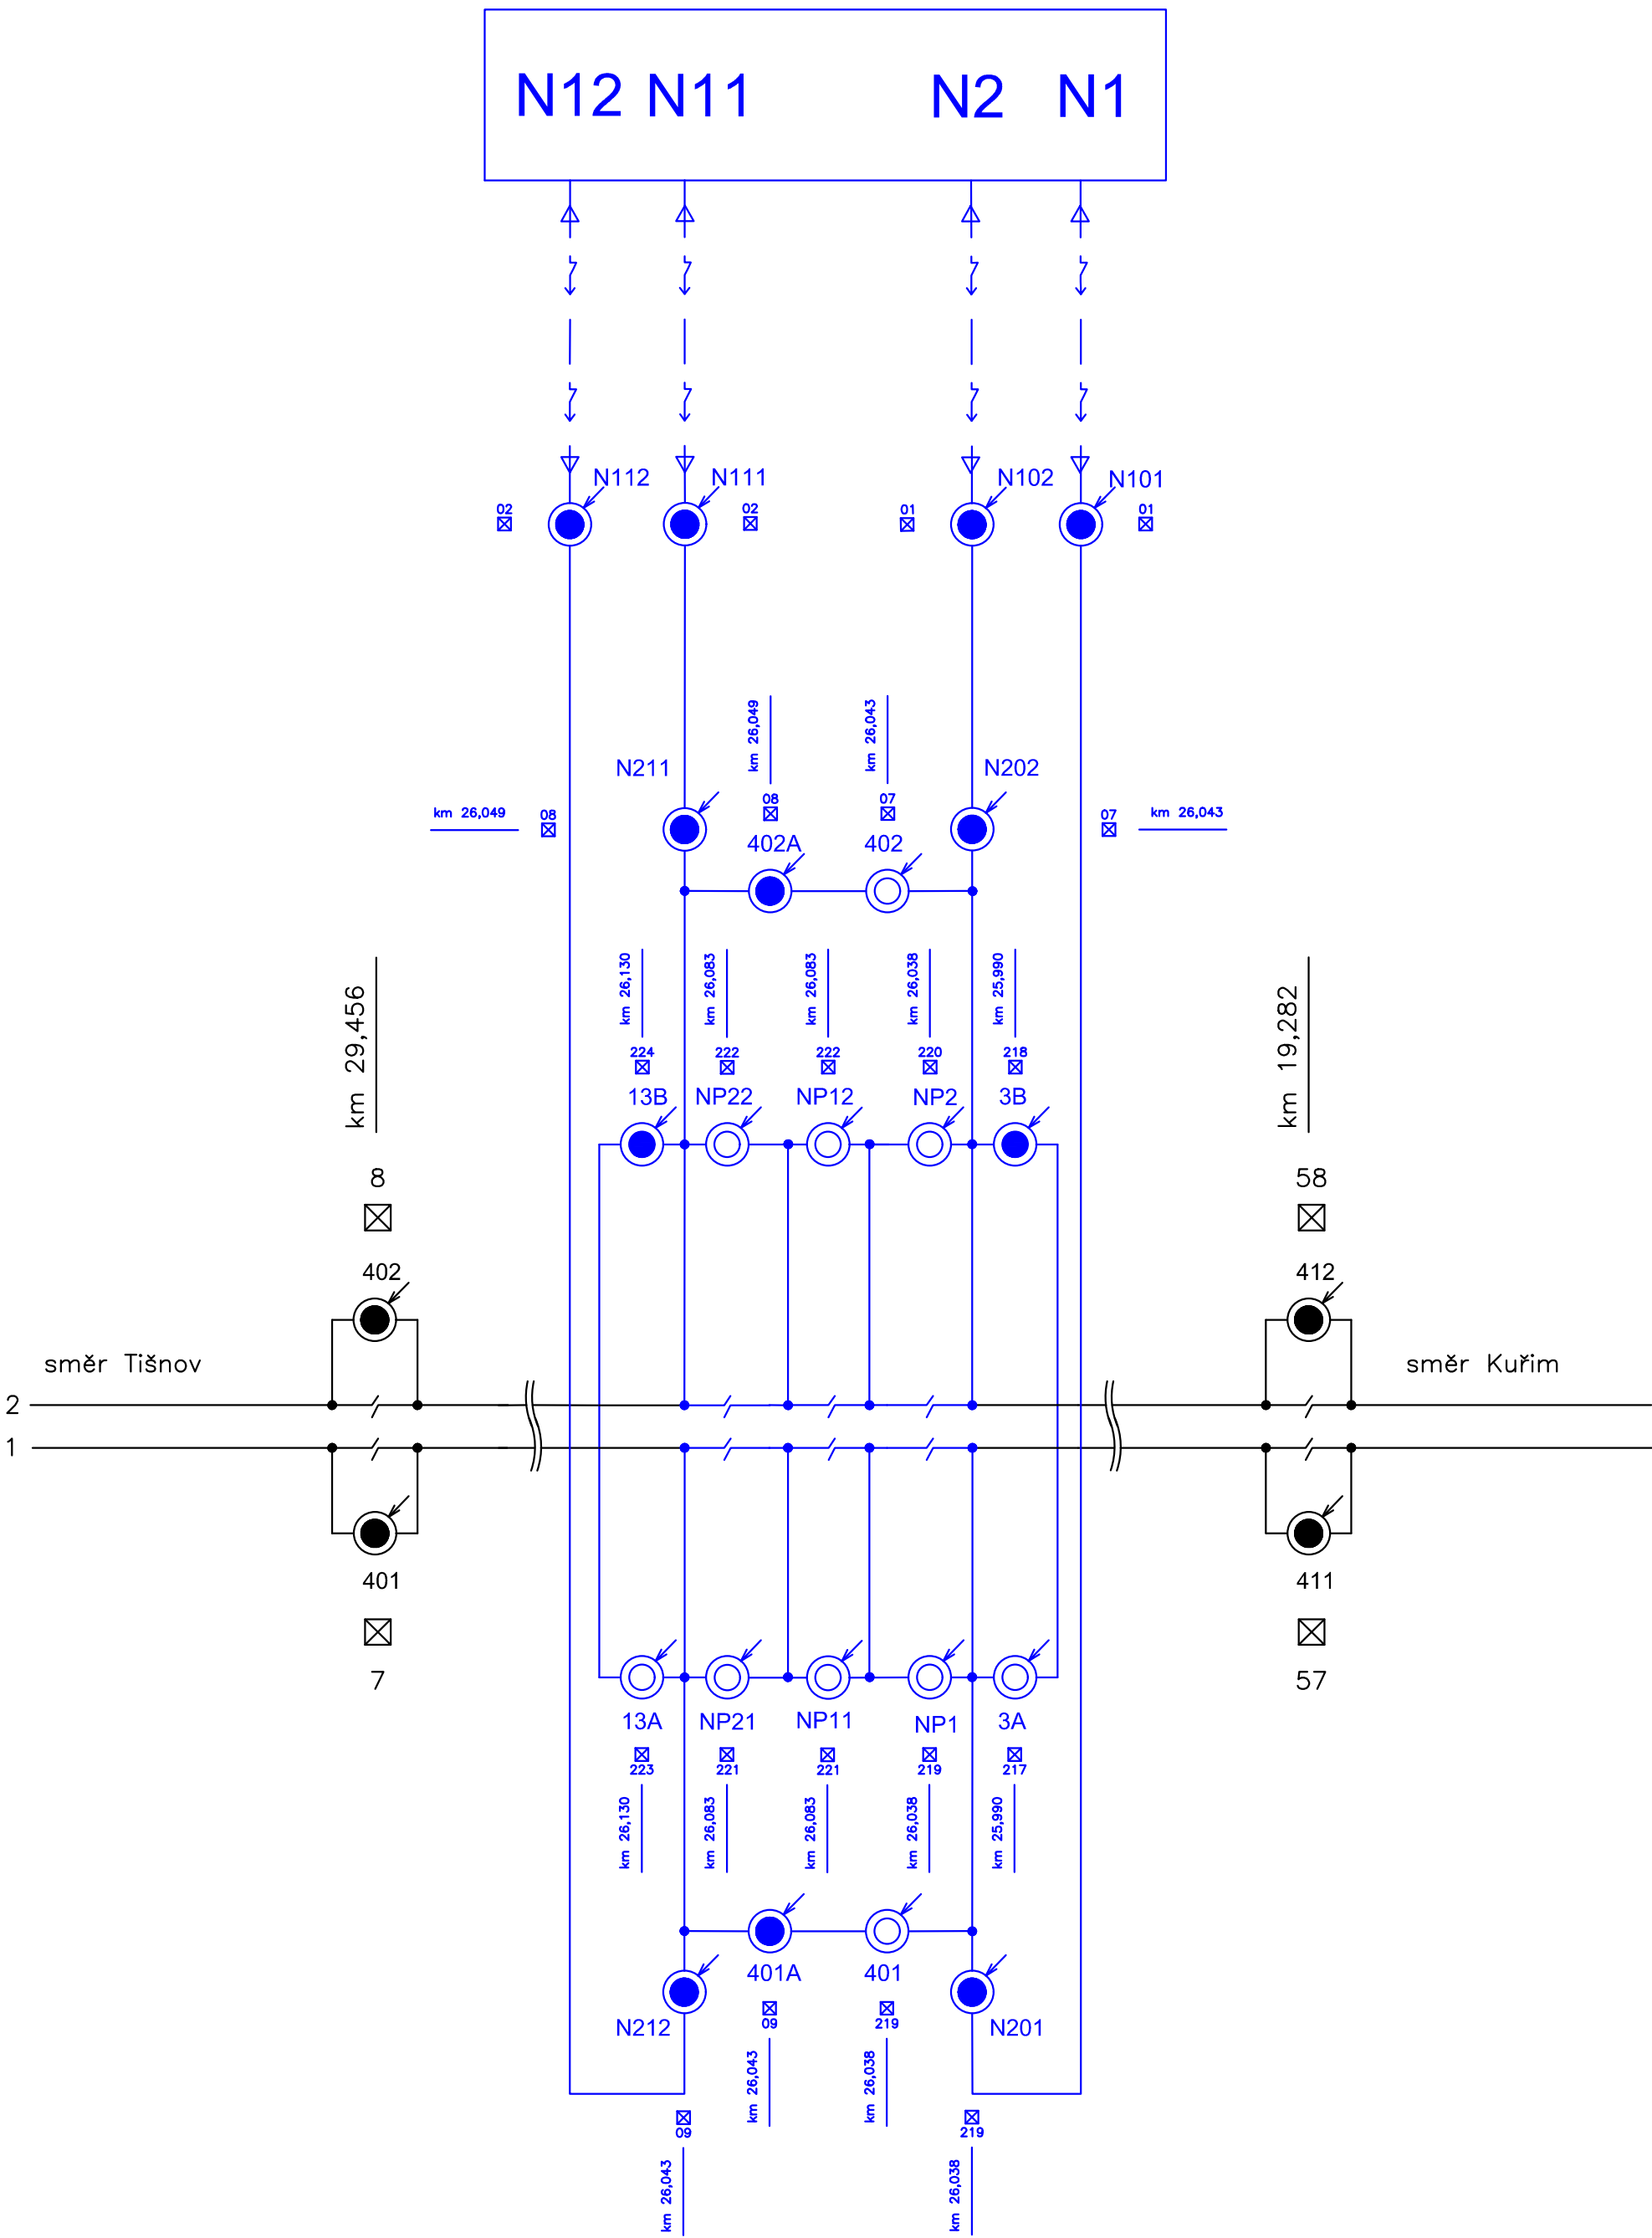 N12 N11 N2 N1
N112 N111 N102 N101
02 02 01 01
km 26,049 km 26,043
N211 N202
08 07
km 26,049 08 07 km 26,043
402A 402
km 26,130 km 26,083 km 26,083 km 26,038 km 25,990
224 222 222 220 218
13B NP22 NP12 NP2 3B
km 29,456 km 19,282
8 58
402 412
směr Tišnov směr Kuřim
2
1
401 411
7 57
13A NP21 NP11 NP1 3A
223 221 221 219 217
km 26,130 km 26,083 km 26,083 km 26,038 km 25,990
401A 401
N212 09 219 N201
km 26,043 km 26,038
09 219
km 26,043 km 26,038